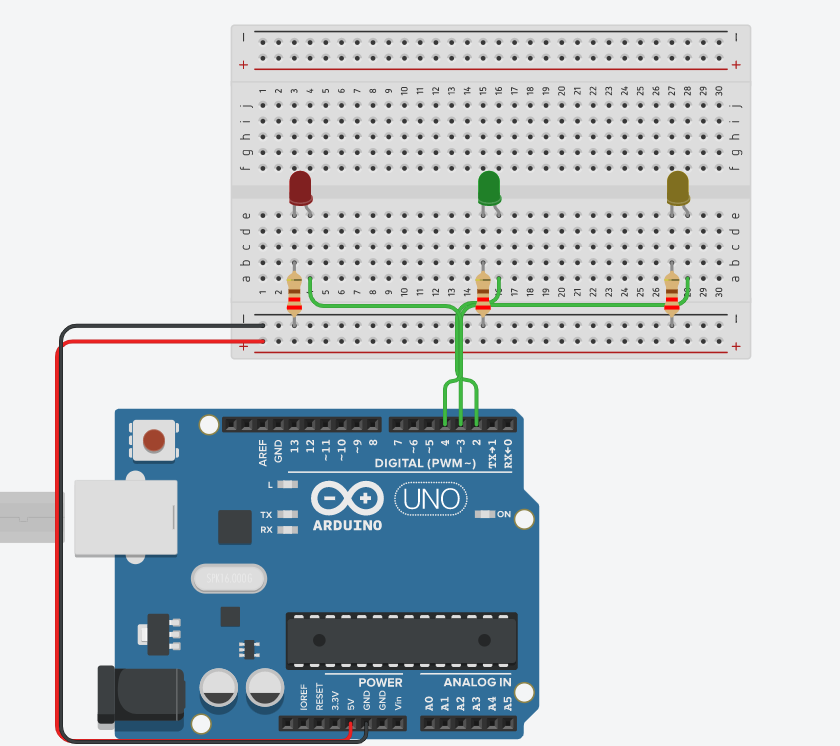 − −
+ +
1 2 3 4 5 6 7 8 9 10 11 12 13 14 15 16 17 18 19 20 21 22 23 24 25 26 27 28 29 30
j j
i i
h h
g g
f f
e e
d d
c c
b b
a a
1 2 3 5 6 7 8 9 10 11 12 13 14 17 18 19 20 21 22 23 24 25 26 29 30
− −
+ +
AREF GND 13 12 ~11 ~10 ~9 8 7 ~6 ~5 4 ~3 2 TX→1 RX←0
DIGITAL (PWM~)
L
TX
RX
ARDUINO
UNO
ON
POWER
ANALOG IN
IOREF RESET 3.3V 5V GND GND Vin A0 A1 A2 A3 A4 A5